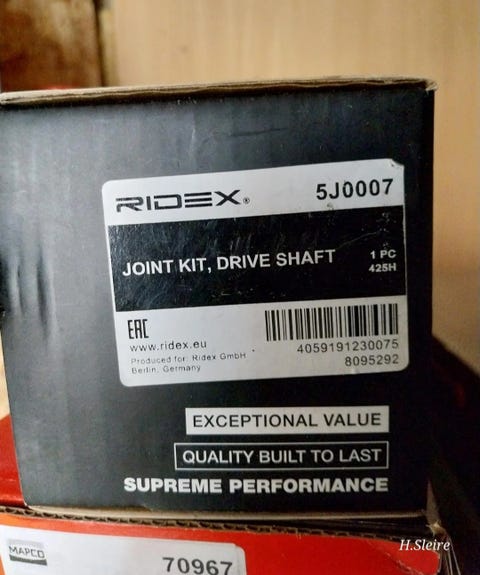 RIDEX® 5J0007
JOINT KIT, DRIVE SHAFT 1 PC
425H
EAC
www.ridex.eu
Produced for: Ridex GmbH
Berlin, Germany
4059191230075
8095292
EXCEPTIONAL VALUE
QUALITY BUILT TO LAST
SUPREME PERFORMANCE
MAPCO
70967
H.Sleire